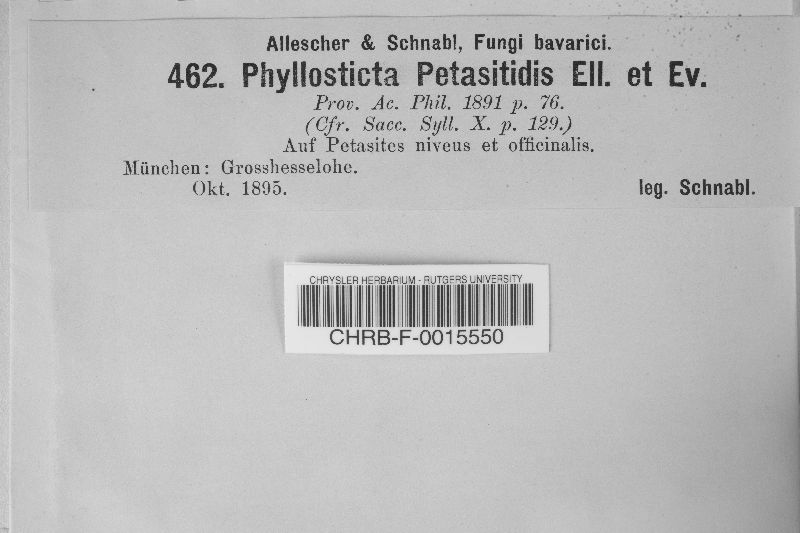 Allescher & Schnabl, Fungi bavarici.
462. Phyllosticta Petasitidis Ell. et Ev.
Prov. Ac. Phil. 1891 p. 76.
(Cfr. Sacc. Syll. X. p. 129.)
Auf Petasites niveus et officinalis.
München: Grosshesselohe.
Okt. 1895.
leg. Schnabl.
CHRYSLER HERBARIUM - RUTGERS UNIVERSITY
CHRB-F-0015550